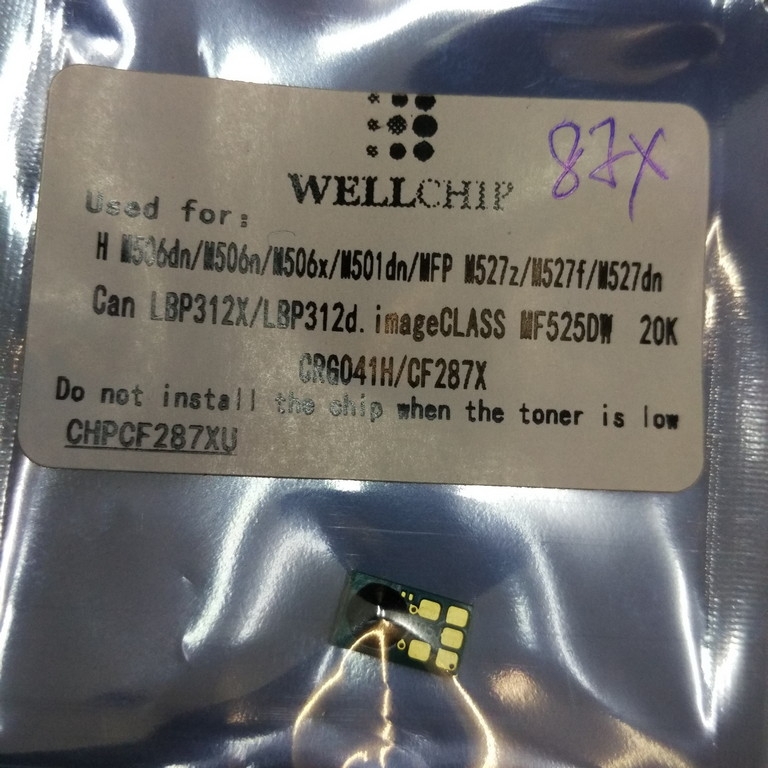 87X
WELLCHIP
Used for:
H M506dn/M506n/M506x/M501dn/MFP M527z/M527f/M527dn
Can LBP312X/LBP312d.imageCLASS MF525DW 20K
CRG041H/CF287X
Do not install the chip when the toner is low
CHPCF287XU